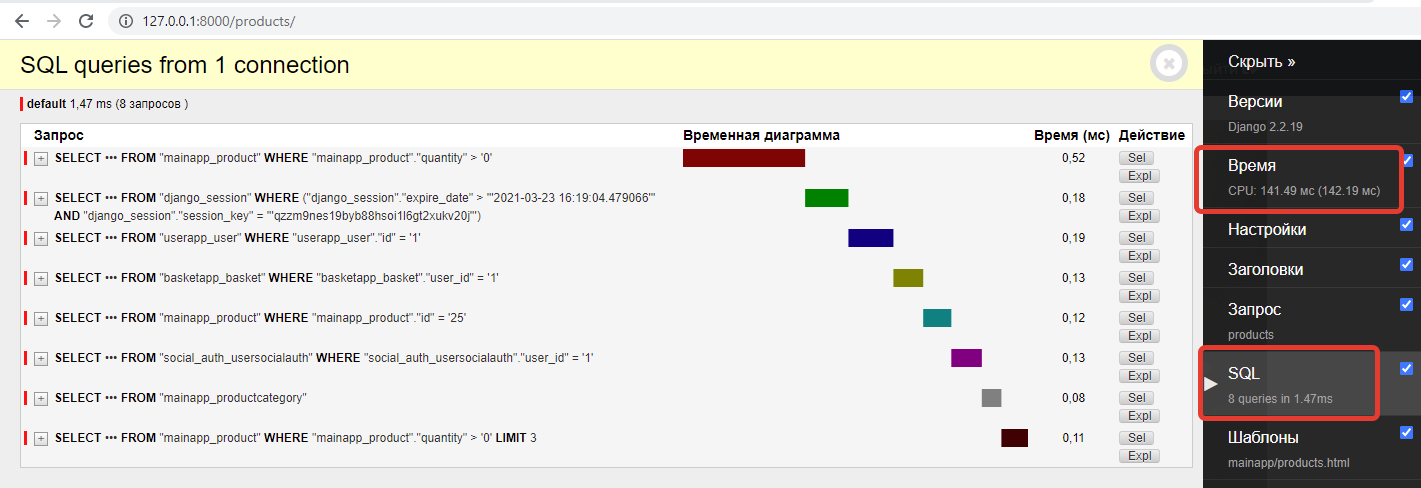 127.0.0.1:8000/products/
SQL queries from 1 connection
default 1,47 ms (8 запросов )
Запрос Временная диаграмма Время (мс) Действие
+ SELECT ••• FROM "mainapp_product" WHERE "mainapp_product"."quantity" > '0' 0,52 Sel
Expl
+ SELECT ••• FROM "django_session" WHERE ("django_session"."expire_date" > '"2021-03-23 16:19:04.479066"' 0,18 Sel
AND "django_session"."session_key" = '"qzzm9nes19byb88hsoi1l6gt2xukv20j"') Expl
+ SELECT ••• FROM "userapp_user" WHERE "userapp_user"."id" = '1' 0,19 Sel
Expl
+ SELECT ••• FROM "basketapp_basket" WHERE "basketapp_basket"."user_id" = '1' 0,13 Sel
Expl
+ SELECT ••• FROM "mainapp_product" WHERE "mainapp_product"."id" = '25' 0,12 Sel
Expl
+ SELECT ••• FROM "social_auth_usersocialauth" WHERE "social_auth_usersocialauth"."user_id" = '1' 0,13 Sel
Expl
+ SELECT ••• FROM "mainapp_productcategory" 0,08 Sel
Expl
+ SELECT ••• FROM "mainapp_product" WHERE "mainapp_product"."quantity" > '0' LIMIT 3 0,11 Sel
Expl
Скрыть »
Версии
Django 2.2.19
Время
CPU: 141.49 мс (142.19 мс)
Настройки
Заголовки
Запрос
products
SQL
8 queries in 1.47ms
Шаблоны
mainapp/products.html